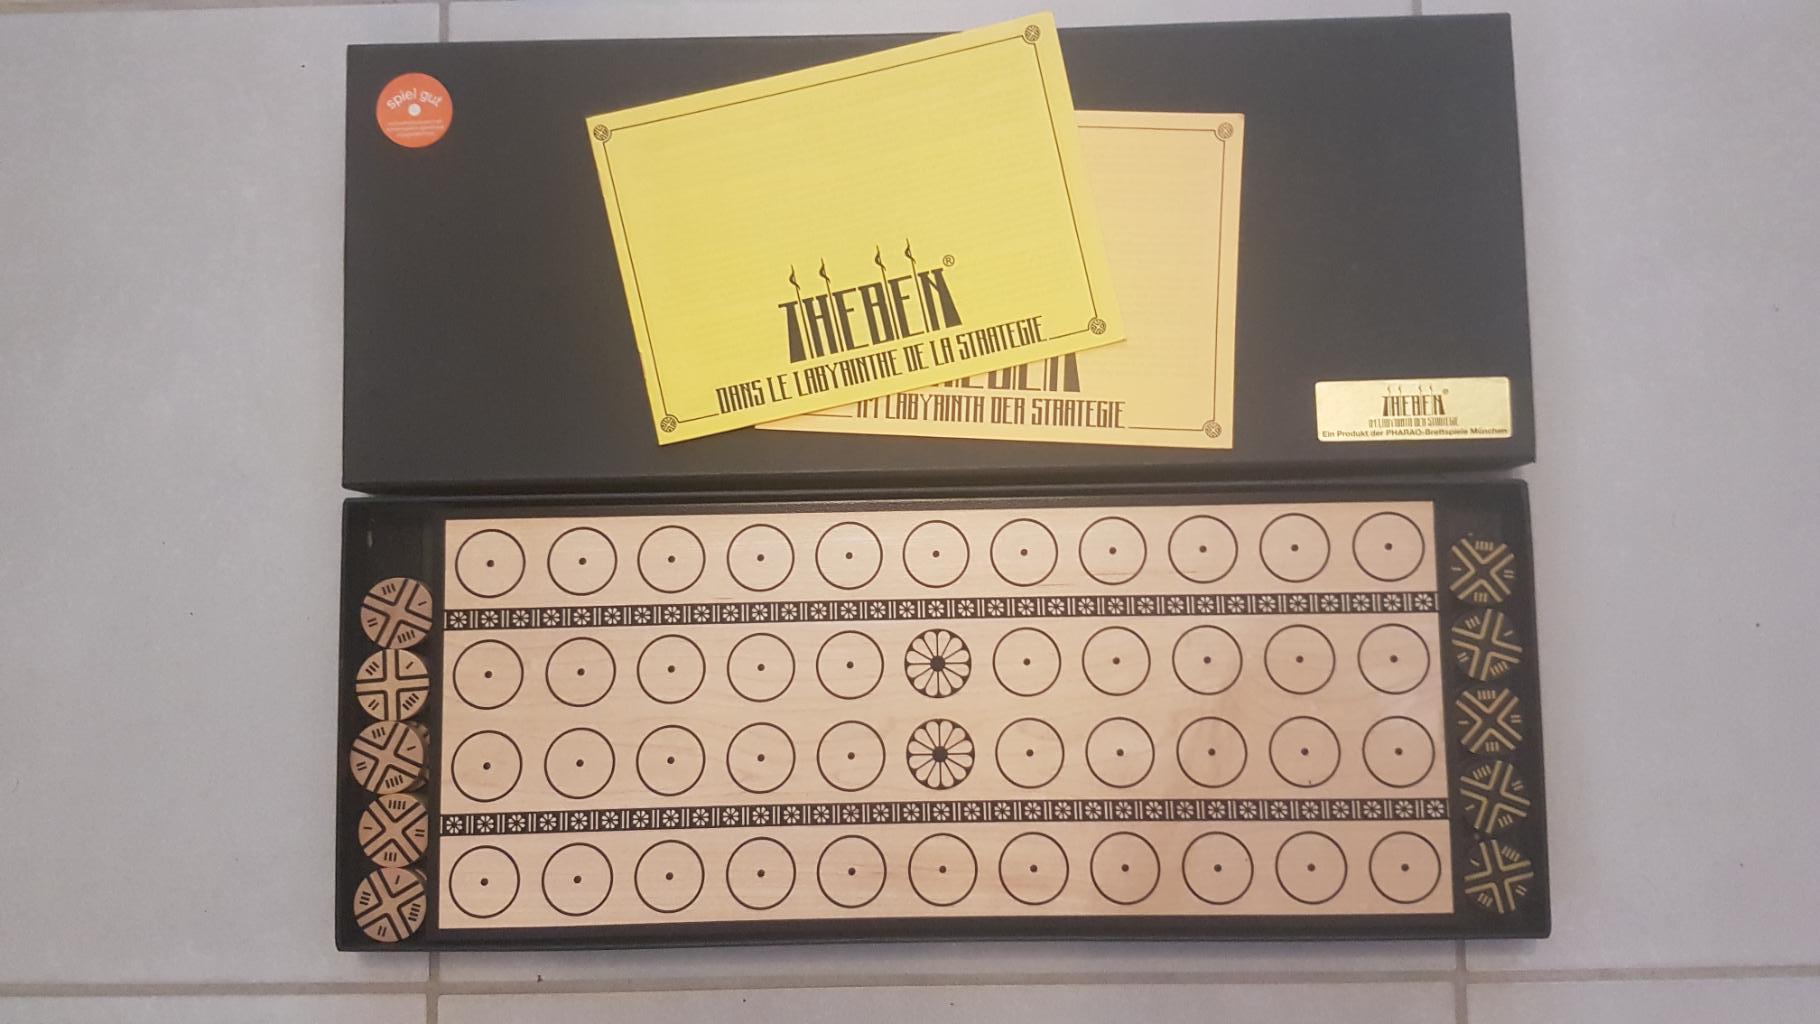 spiel gut
THEBEN®
DANS LE LABYRINTHE DE LA STRATEGIE
THEBEN
IM LABYRINTH DER STRATEGIE
THEBEN®
IM LABYRINTH DER STRATEGIE
Ein Produkt der PHARAO-Brettspiele München